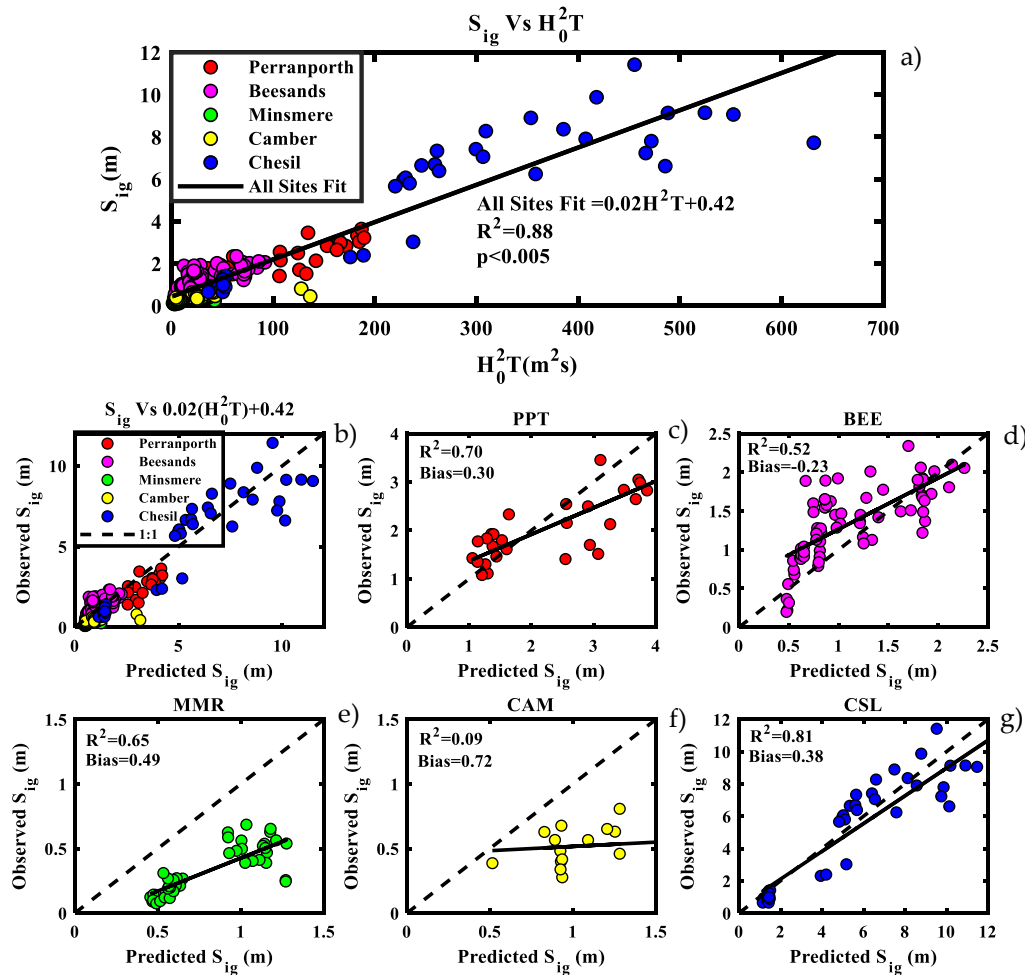 S_ig Vs H_0^2T
a)
12
10
8
6
4
2
0
S_ig(m)
Perranporth
Beesands
Minsmere
Camber
Chesil
All Sites Fit
All Sites Fit =0.02H^2T+0.42
R^2=0.88
p<0.005
0 100 200 300 400 500 600 700
H_0^2T(m^2s)
S_ig Vs 0.02(H_0^2T)+0.42
b)
10
5
0
Observed S_ig (m)
Perranporth
Beesands
Minsmere
Camber
Chesil
1:1
0 5 10
Predicted S_ig (m)
PPT
c)
4
3
2
1
0
Observed S_ig (m)
R^2=0.70
Bias=0.30
0 1 2 3 4
Predicted S_ig (m)
BEE
d)
2.5
2
1.5
1
0.5
0
Observed S_ig (m)
R^2=0.52
Bias=-0.23
0 0.5 1 1.5 2 2.5
Predicted S_ig (m)
MMR
e)
1.5
1
0.5
0
Observed S_ig (m)
R^2=0.65
Bias=0.49
0 0.5 1 1.5
Predicted S_ig (m)
CAM
f)
1.5
1
0.5
0
Observed S_ig (m)
R^2=0.09
Bias=0.72
0 0.5 1 1.5
Predicted S_ig (m)
CSL
g)
12
10
8
6
4
2
0
Observed S_ig (m)
R^2=0.81
Bias=0.38
0 2 4 6 8 10 12
Predicted S_ig (m)